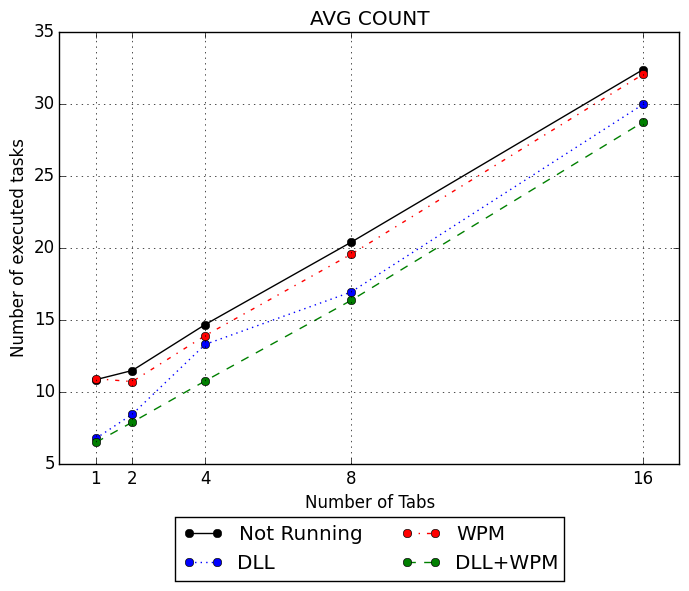 AVG COUNT
35
30
25
20
15
10
5
Number of executed tasks
1 2 4 8 16
Number of Tabs
Not Running WPM
DLL DLL+WPM